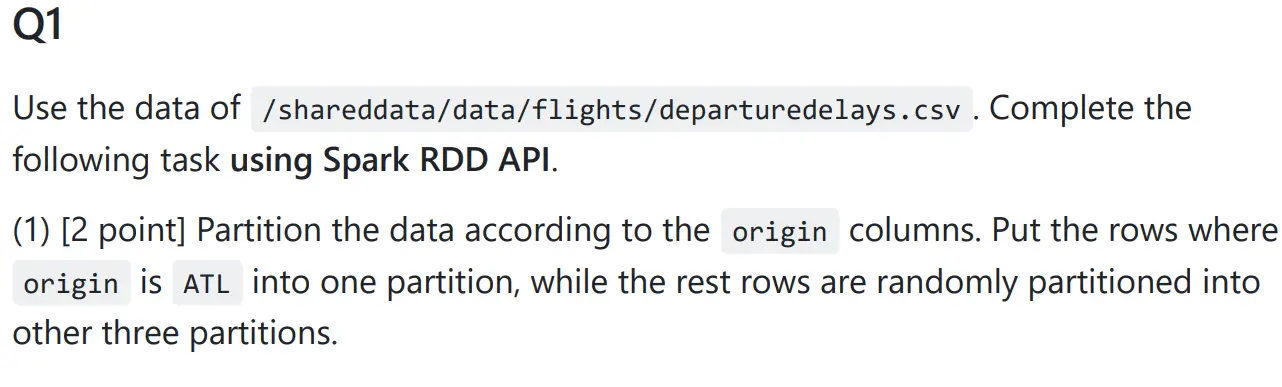 Q1
Use the data of /shareddata/data/flights/departuredelays.csv. Complete the
following task using Spark RDD API.
(1) [2 point] Partition the data according to the origin columns. Put the rows where
origin is ATL into one partition, while the rest rows are randomly partitioned into
other three partitions.